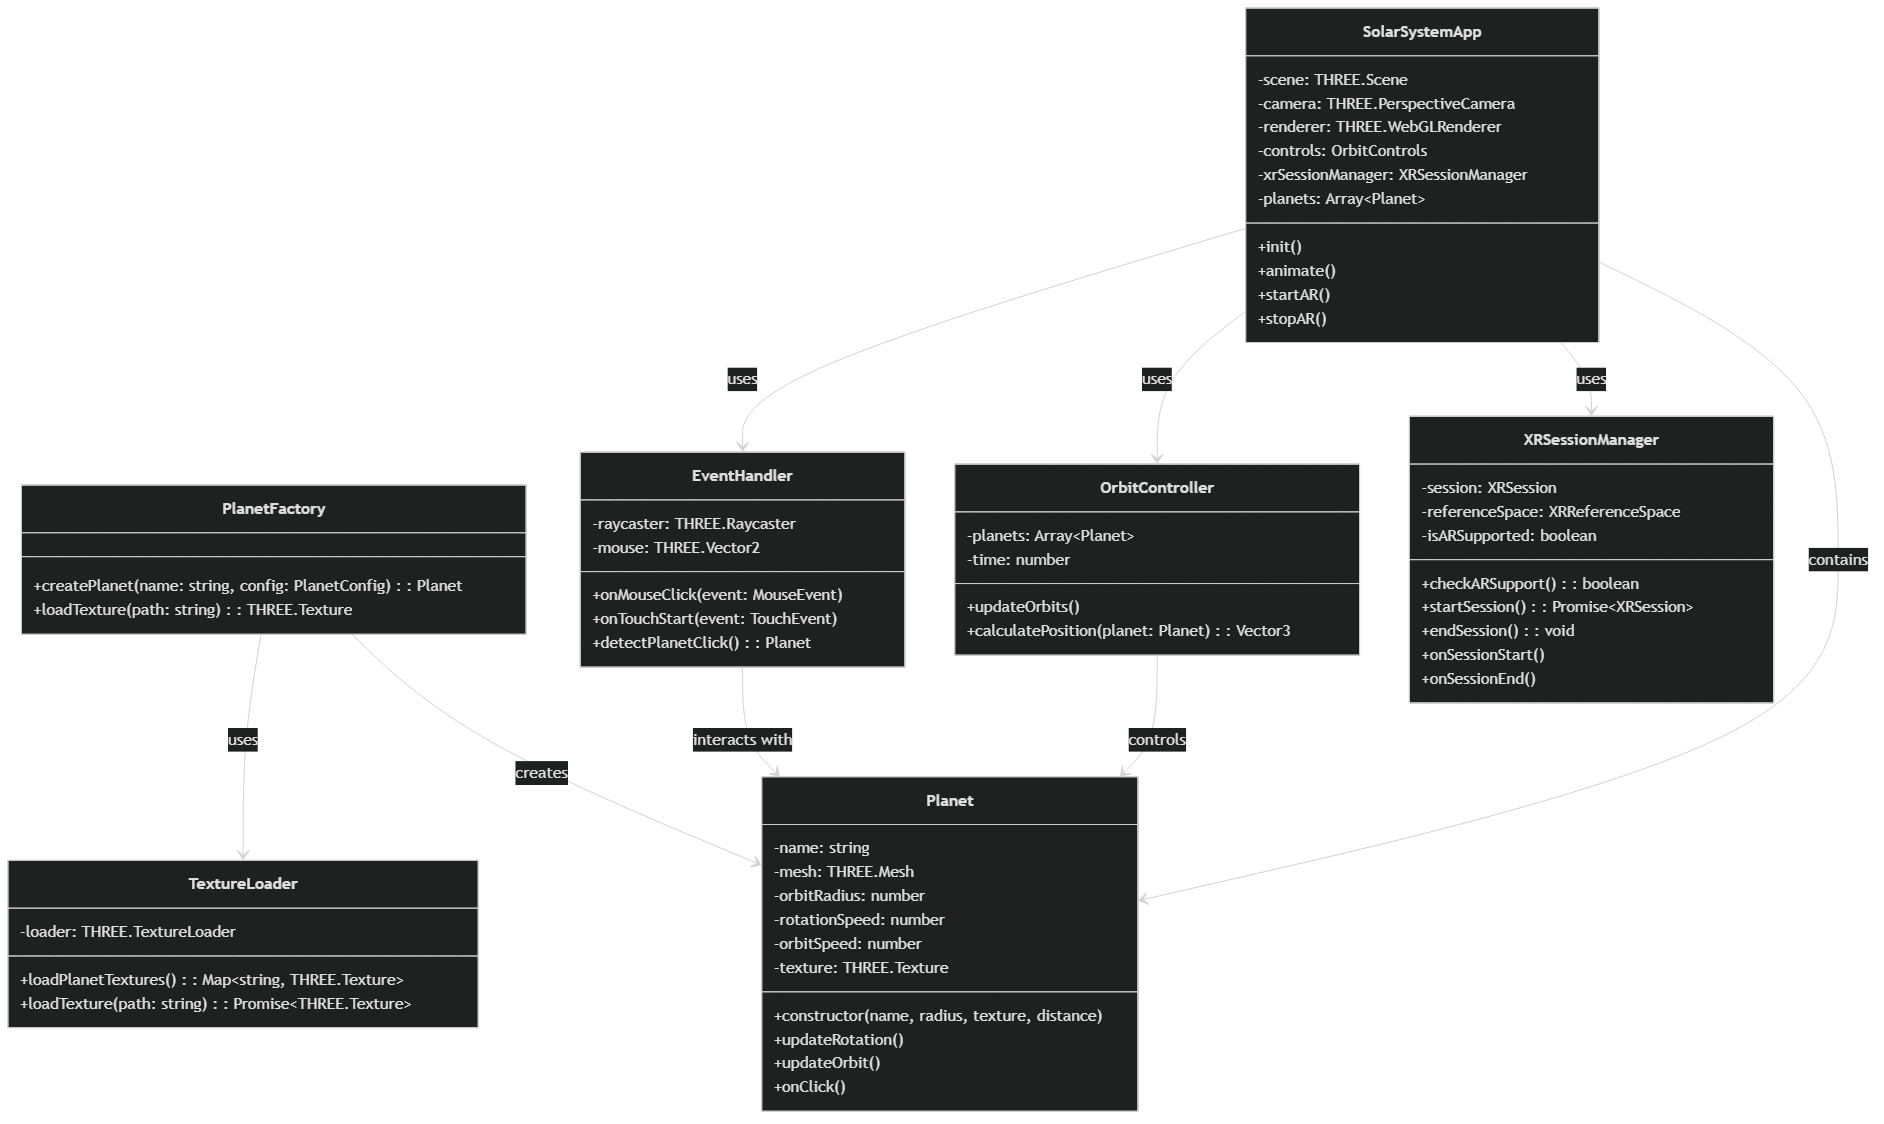 SolarSystemApp
-scene: THREE.Scene
-camera: THREE.PerspectiveCamera
-renderer: THREE.WebGLRenderer
-controls: OrbitControls
-xrSessionManager: XRSessionManager
-planets: Array<Planet>
+init()
+animate()
+startAR()
+stopAR()
uses
uses
uses
contains
EventHandler
-raycaster: THREE.Raycaster
-mouse: THREE.Vector2
+onMouseClick(event: MouseEvent)
+onTouchStart(event: TouchEvent)
+detectPlanetClick() : : Planet
OrbitController
-planets: Array<Planet>
-time: number
+updateOrbits()
+calculatePosition(planet: Planet) : : Vector3
XRSessionManager
-session: XRSession
-referenceSpace: XRReferenceSpace
-isARSupported: boolean
+checkARSupport() : : boolean
+startSession() : : Promise<XRSession>
+endSession() : : void
+onSessionStart()
+onSessionEnd()
PlanetFactory
+createPlanet(name: string, config: PlanetConfig) : : Planet
+loadTexture(path: string) : : THREE.Texture
uses
creates
interacts with
controls
TextureLoader
-loader: THREE.TextureLoader
+loadPlanetTextures() : : Map<string, THREE.Texture>
+loadTexture(path: string) : : Promise<THREE.Texture>
Planet
-name: string
-mesh: THREE.Mesh
-orbitRadius: number
-rotationSpeed: number
-orbitSpeed: number
-texture: THREE.Texture
+constructor(name, radius, texture, distance)
+updateRotation()
+updateOrbit()
+onClick()